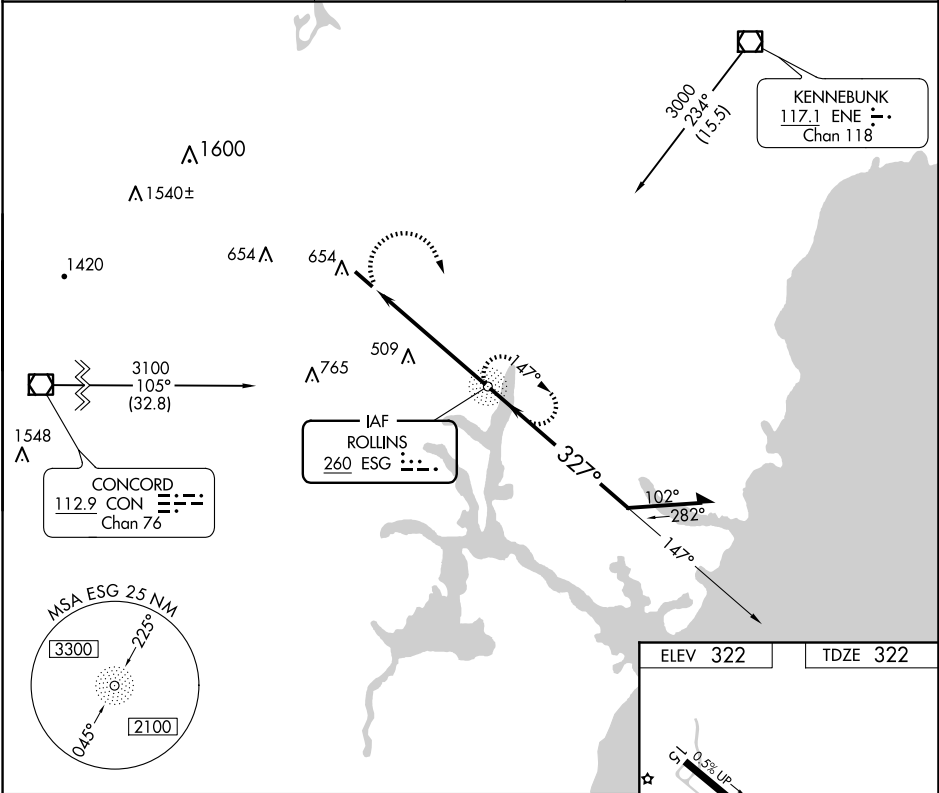 3000
234°
(15.5)
KENNEBUNK
117.1 ENE
Chan 118
1600
1540±
654
654
1420
3100
105°
(32.8)
509
765
147°
IAF
ROLLINS
260 ESG
1548
CONCORD
112.9 CON
Chan 76
327°
102°
282°
147°
MSA ESG 25 NM
225°
3300
2100
045°
ELEV 322
TDZE 322
15
0.5% UP